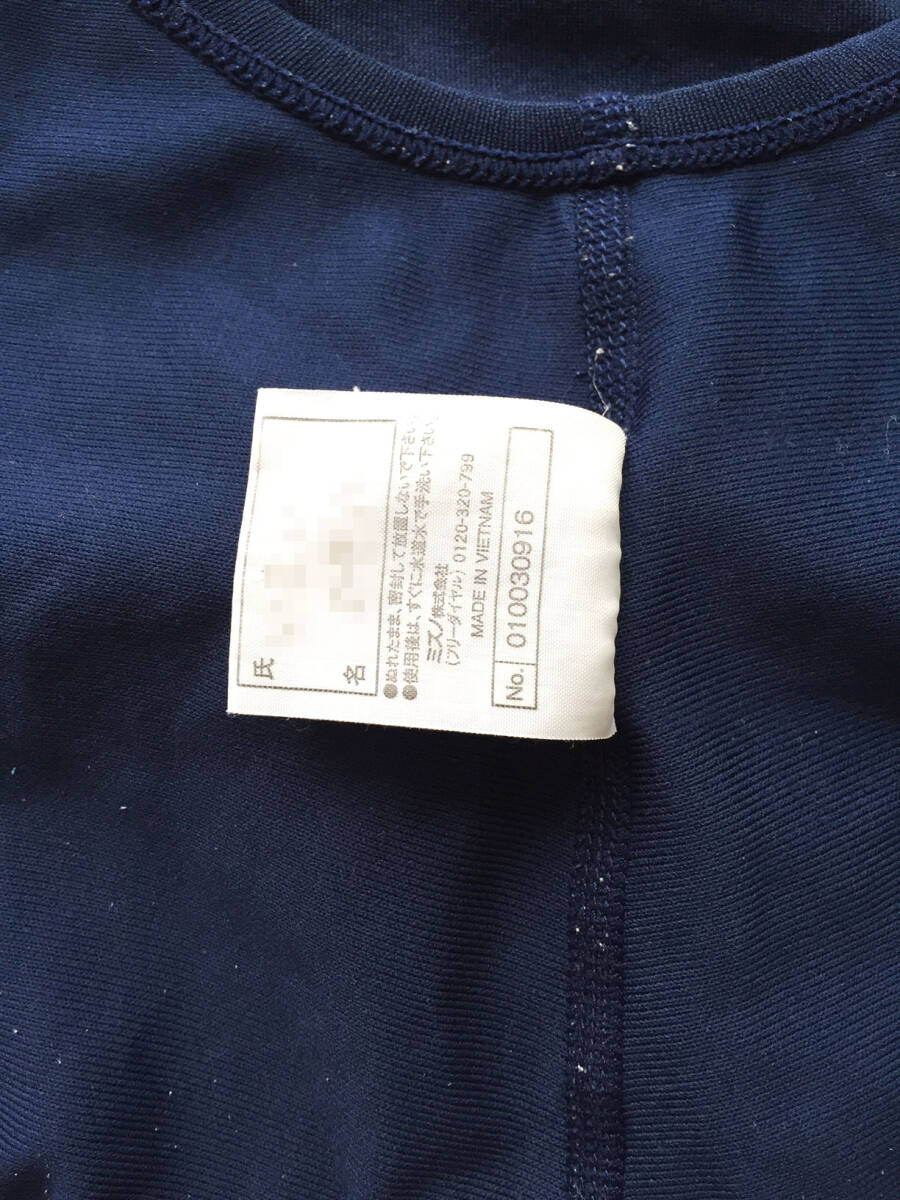 氏
名
●ぬれたまま、密封して放置しないで下さい。
●使用後は、すぐに水道水で手洗い下さい。
ミズノ株式会社
(フリーダイヤル) 0120-320-799
MADE IN VIETNAM
No. 010030916